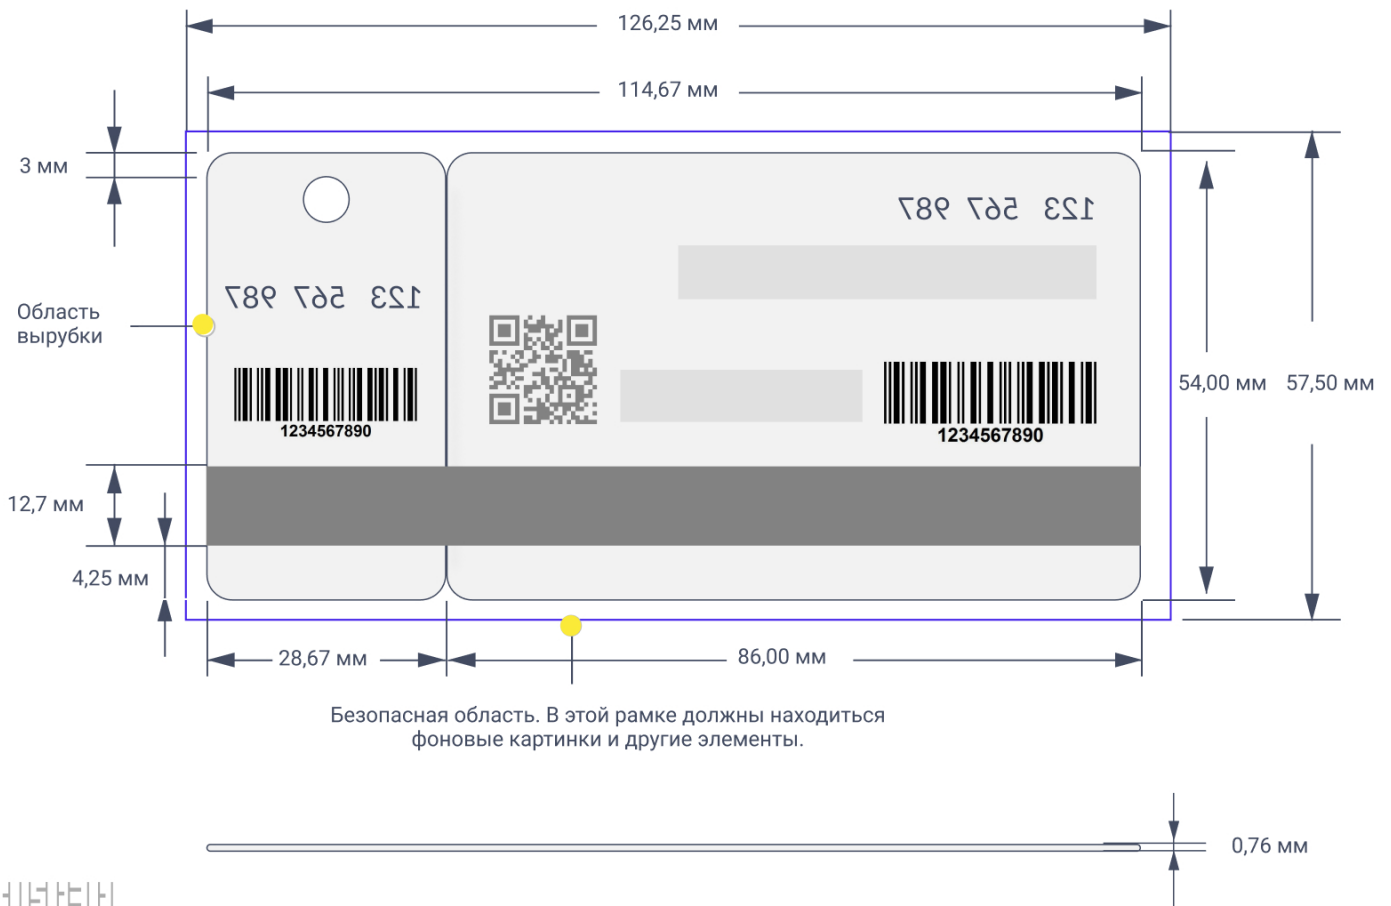 126,25 мм
114,67 мм
3 мм
123 567 987
123 567 987
Область
вырубки
1234567890
1234567890
54,00 мм
57,50 мм
12,7 мм
4,25 мм
28,67 мм
86,00 мм
Безопасная область. В этой рамке должны находиться
фоновые картинки и другие элементы.
0,76 мм